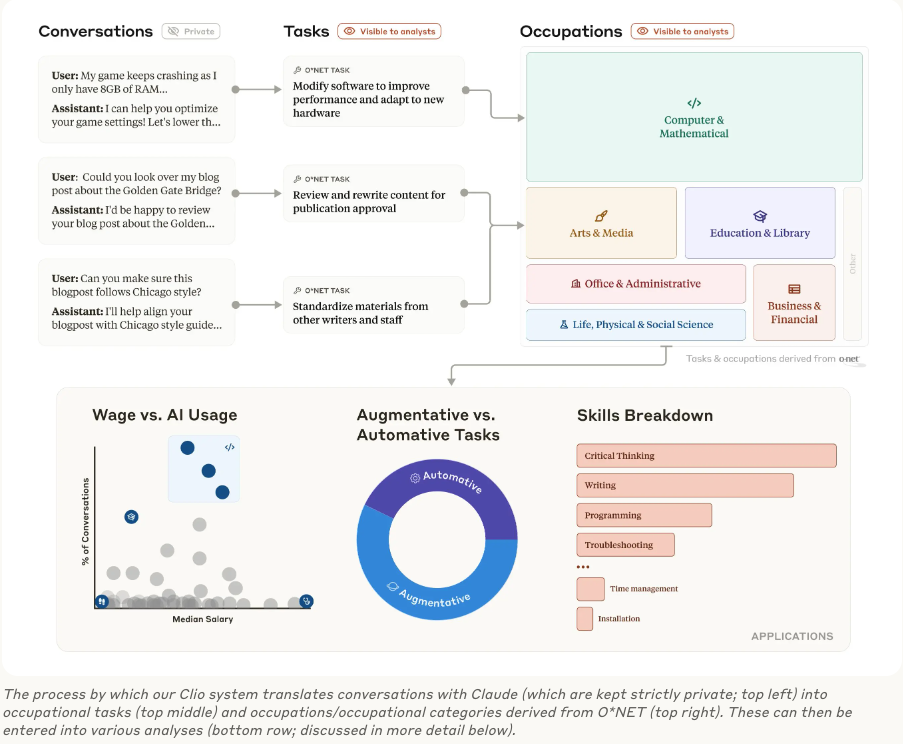 Conversations
Private
Tasks
Visible to analysts
Occupations
Visible to analysts
User: My game keeps crashing as I
only have 8GB of RAM...
Assistant: I can help you optimize
your game settings! Let's lower th...
O*NET TASK
Modify software to improve
performance and adapt to new
hardware
User: Could you look over my blog
post about the Golden Gate Bridge?
Assistant: I'd be happy to review
your blog post about the Golden...
O*NET TASK
Review and rewrite content for
publication approval
User: Can you make sure this
blogpost follows Chicago style?
Assistant: I'll help align your
blogpost with Chicago style guide...
O*NET TASK
Standardize materials from
other writers and staff
</>
Computer &
Mathematical
Arts & Media
Education & Library
Office & Administrative
Life, Physical & Social Science
Business &
Financial
Other
Tasks & occupations derived from o*net
Wage vs. AI Usage
</>
% of Conversations
Median Salary
Augmentative vs.
Automative Tasks
Automative
Augmentative
Skills Breakdown
Critical Thinking
Writing
Programming
Troubleshooting
•••
Time management
Installation
APPLICATIONS
The process by which our Clio system translates conversations with Claude (which are kept strictly private; top left) into
occupational tasks (top middle) and occupations/occupational categories derived from O*NET (top right). These can then be
entered into various analyses (bottom row; discussed in more detail below).